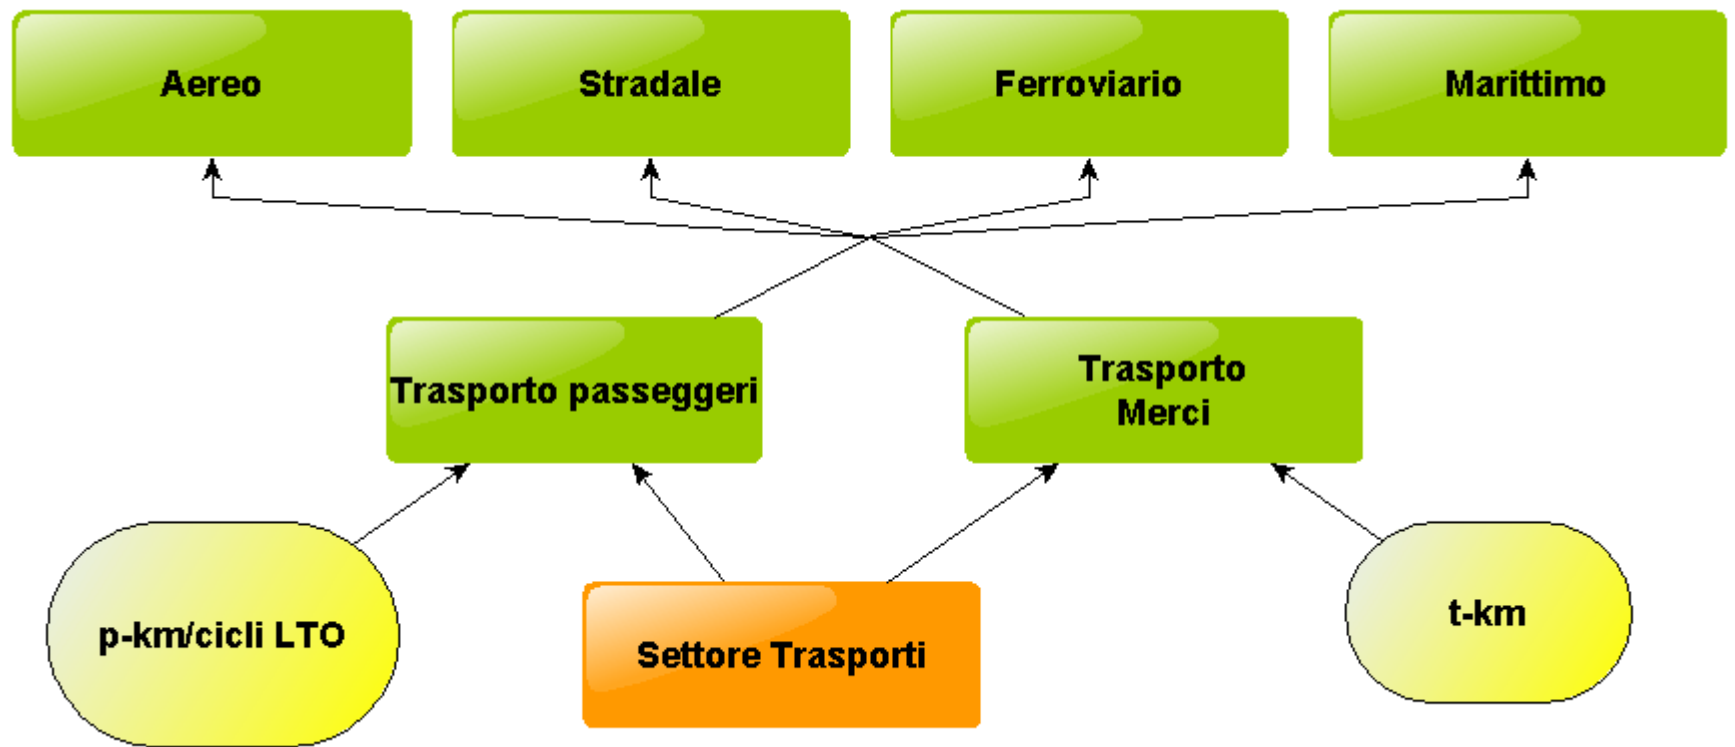 Aereo
Stradale
Ferroviario
Marittimo
Trasporto passeggeri
Trasporto
Merci
p-km/cicli LTO
Settore Trasporti
t-km